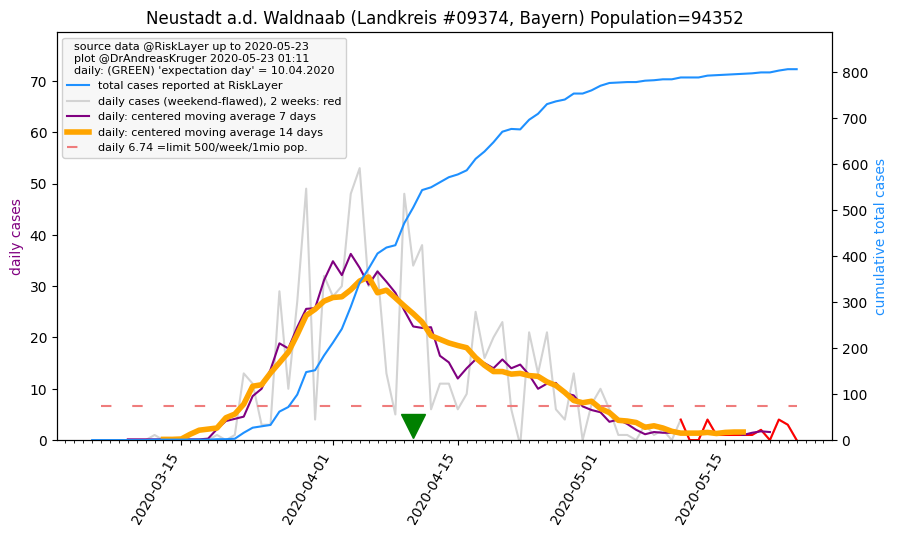 Neustadt a.d. Waldnaab (Landkreis #09374, Bayern) Population=94352
source data @RiskLayer up to 2020-05-23
plot @DrAndreasKruger 2020-05-23 01:11
daily: (GREEN) 'expectation day' = 10.04.2020
total cases reported at RiskLayer
daily cases (weekend-flawed), 2 weeks: red
daily: centered moving average 7 days
daily: centered moving average 14 days
daily 6.74 =limit 500/week/1mio pop.
daily cases
70
60
50
40
30
20
10
0
800
700
600
500
400
300
200
100
0
cumulative total cases
2020-03-15
2020-04-01
2020-04-15
2020-05-01
2020-05-15